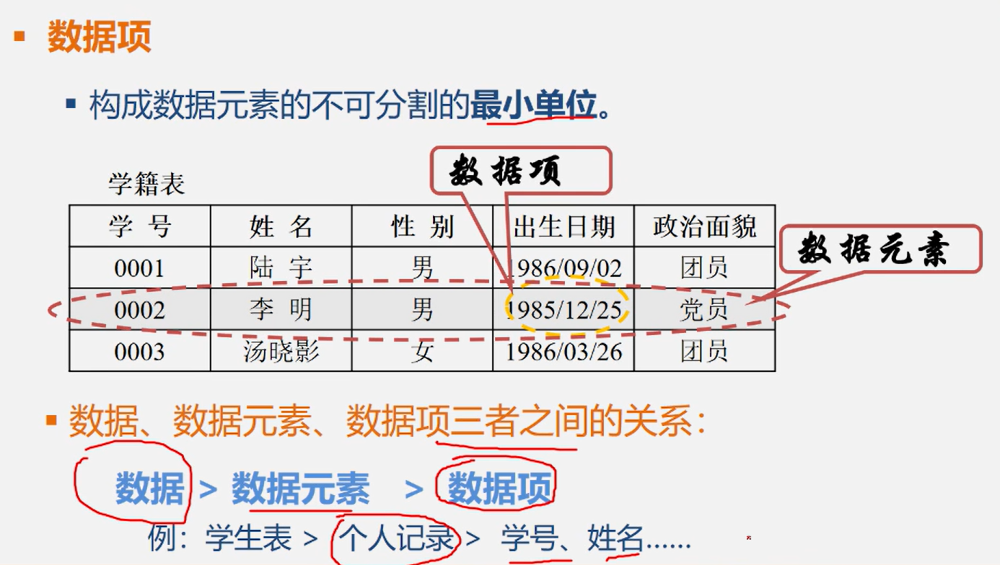 ▪ 数据项
▪ 构成数据元素的不可分割的最小单位。
数据项
学籍表
学 号 姓 名 性 别 出生日期 政治面貌
数据元素
0001 陆 宇 男 1986/09/02 团员
0002 李 明 男 1985/12/25 党员
0003 汤晓影 女 1986/03/26 团员
▪ 数据、数据元素、数据项三者之间的关系：
数据 > 数据元素 > 数据项
例：学生表 > 个人记录 > 学号、姓名……